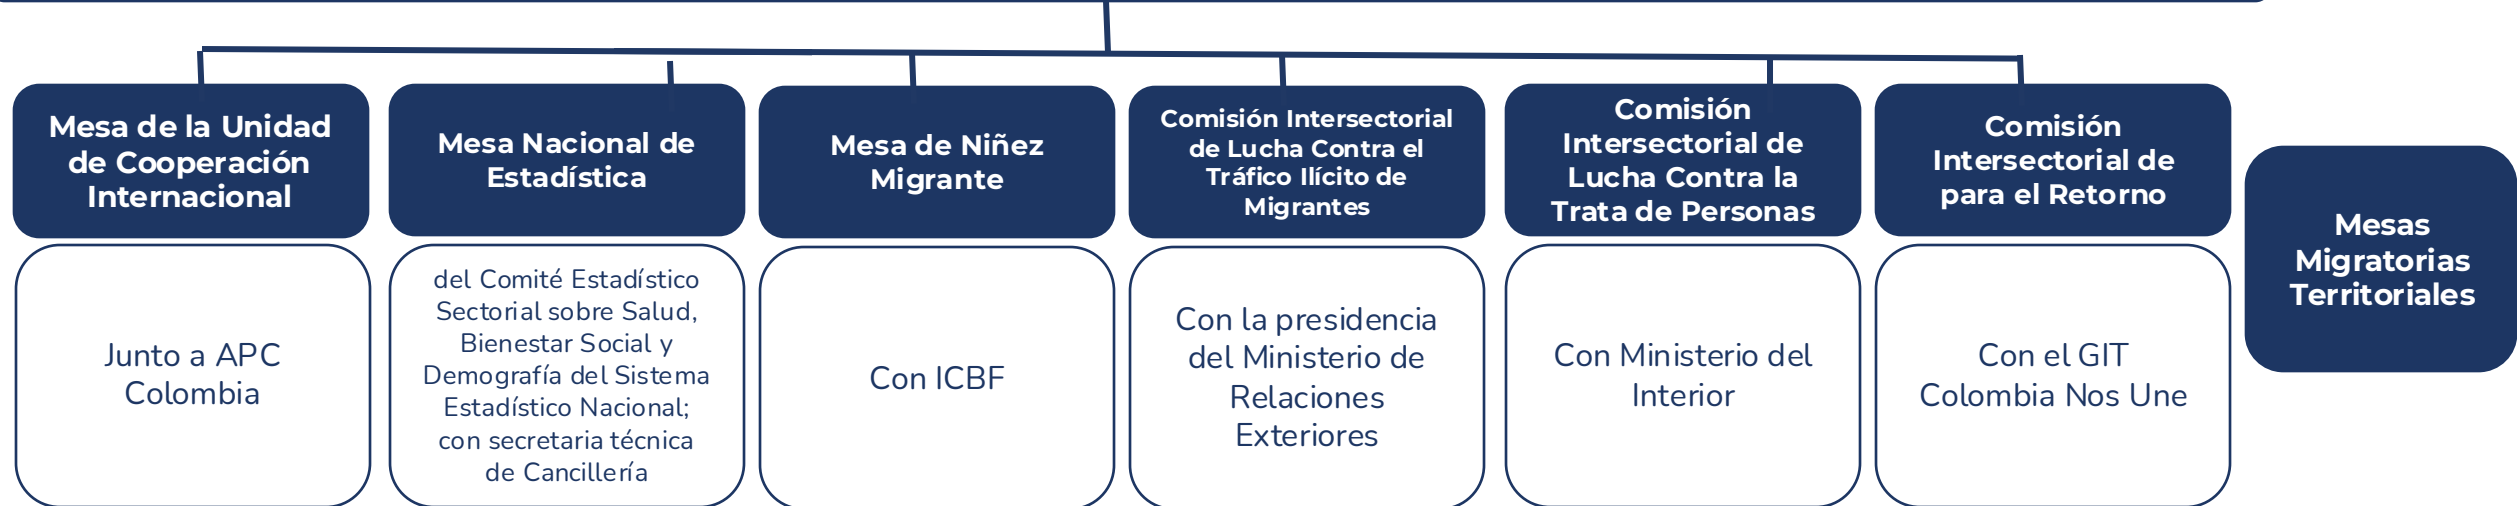 Mesa de la Unidad
de Cooperación
Internacional
Junto a APC
Colombia
Mesa Nacional de
Estadística
del Comité Estadístico
Sectorial sobre Salud,
Bienestar Social y
Demografía del Sistema
Estadístico Nacional;
con secretaria técnica
de Cancillería
Mesa de Niñez
Migrante
Con ICBF
Comisión Intersectorial
de Lucha Contra el
Tráfico Ilícito de
Migrantes
Con la presidencia
del Ministerio de
Relaciones
Exteriores
Comisión
Intersectorial de
Lucha Contra la
Trata de Personas
Con Ministerio del
Interior
Comisión
Intersectorial de
para el Retorno
Con el GIT
Colombia Nos Une
Mesas
Migratorias
Territoriales